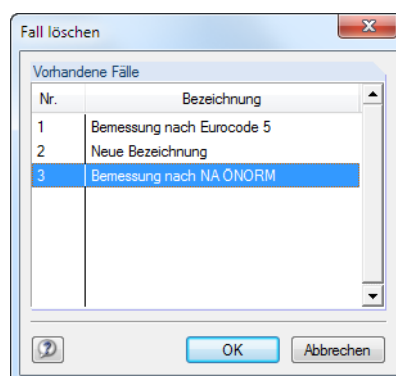 Fall löschen
Vorhandene Fälle
Nr. Bezeichnung
1 Bemessung nach Eurocode 5
2 Neue Bezeichnung
3 Bemessung nach NA ÖNORM
OK Abbrechen